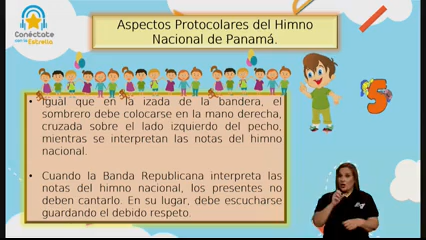 Conéctate
con la
Estrella
Aspectos Protocolares del Himno
Nacional de Panamá.
5
• Igual que en la izada de la bandera, el
sombrero debe colocarse en la mano derecha,
cruzada sobre el lado izquierdo del pecho,
mientras se interpretan las notas del himno
nacional.
• Cuando la Banda Republicana interpreta las
notas del himno nacional, los presentes no
deben cantarlo. En su lugar, debe escucharse
guardando el debido respeto.